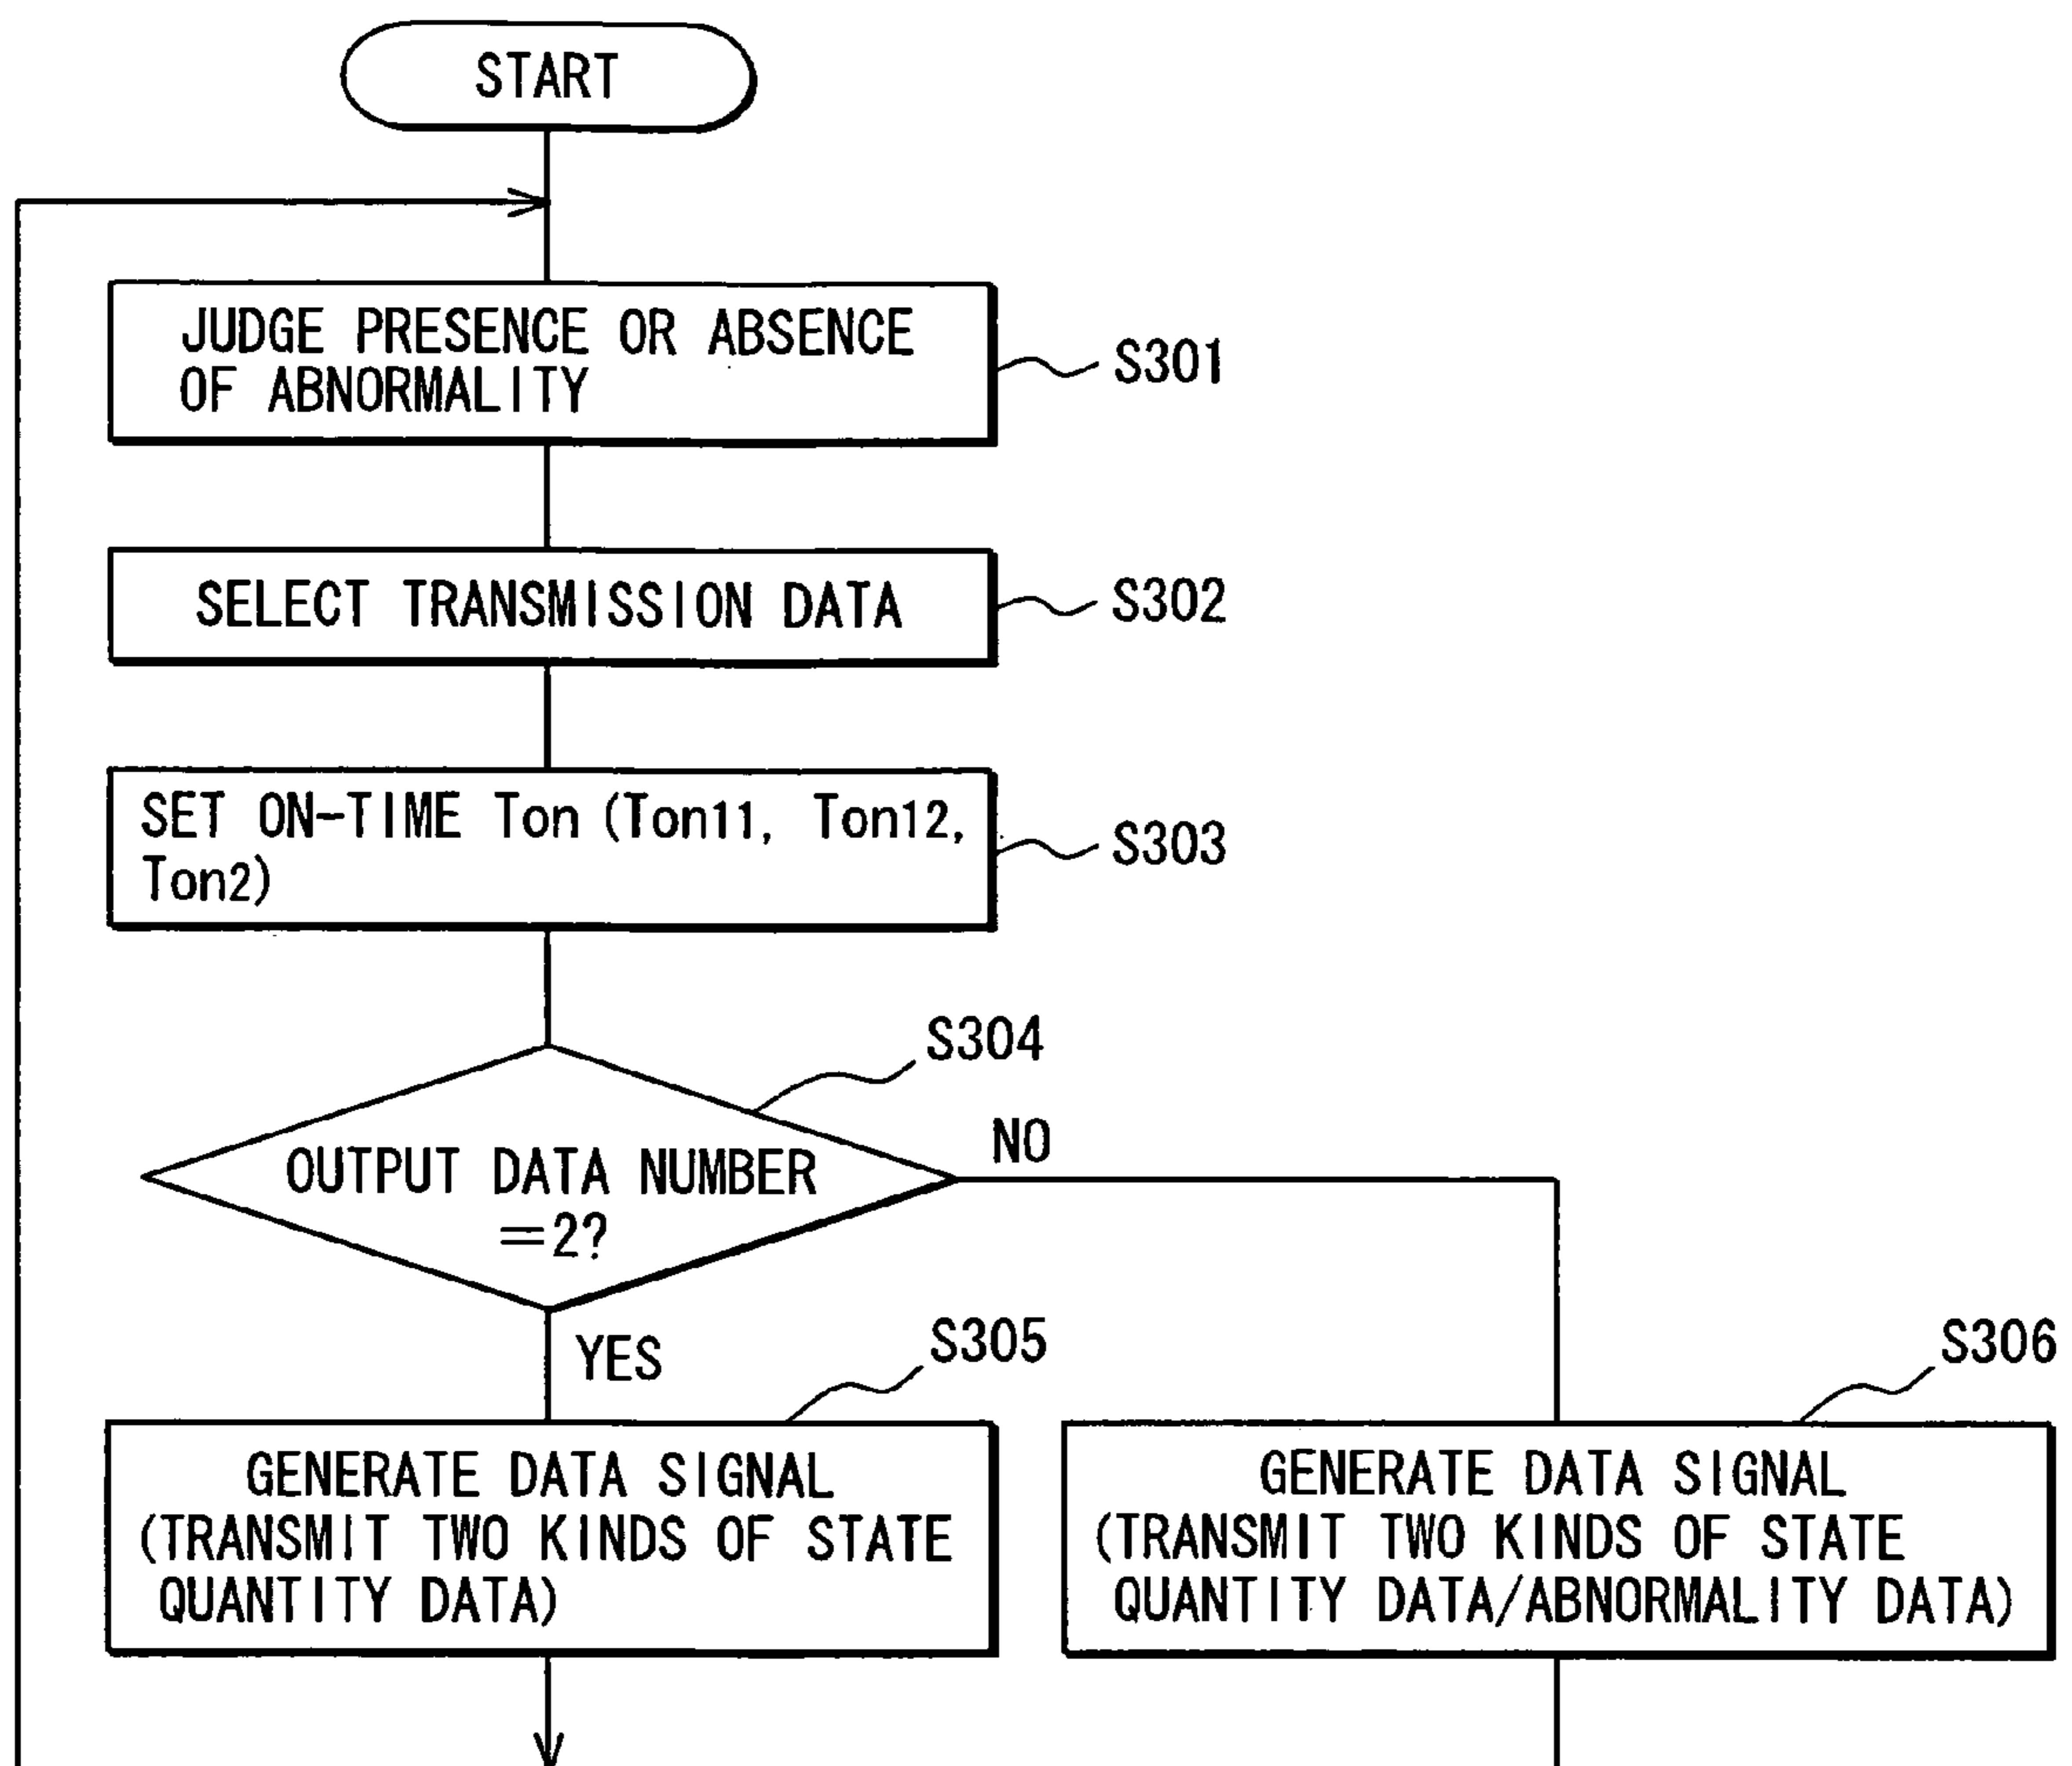 START
JUDGE PRESENCE OR ABSENCE
OF ABNORMALITY
S301
SELECT TRANSMISSION DATA
S302
SET ON-TIME Ton (Ton11, Ton12,
Ton2)
S303
S304
OUTPUT DATA NUMBER
=2?
NO
YES
S305
GENERATE DATA SIGNAL
(TRANSMIT TWO KINDS OF STATE
QUANTITY DATA)
S306
GENERATE DATA SIGNAL
(TRANSMIT TWO KINDS OF STATE
QUANTITY DATA/ABNORMALITY DATA)